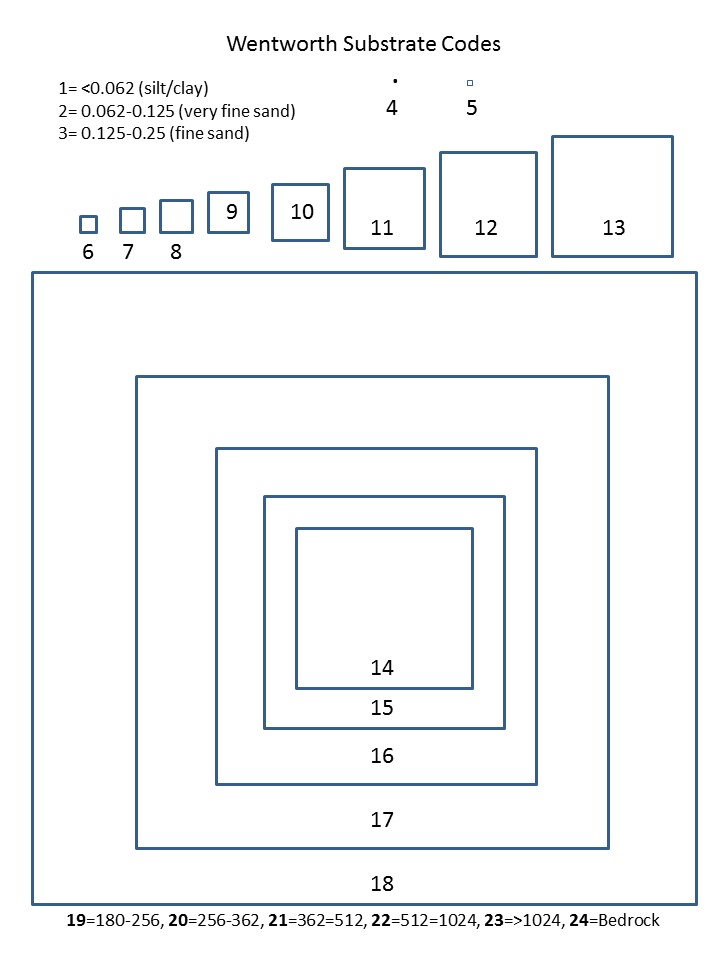 Wentworth Substrate Codes
1= <0.062 (silt/clay)
2= 0.062-0.125 (very fine sand)
3= 0.125-0.25 (fine sand)
4 5
6 7 8 9 10 11 12 13
14
15
16
17
18
19=180-256, 20=256-362, 21=362=512, 22=512=1024, 23=>1024, 24=Bedrock